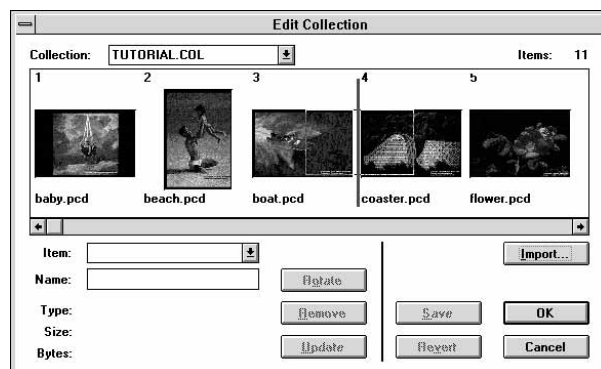 Edit Collection
Collection: TUTORIAL.COL Items: 11
1 2 3 4 5
baby.pcd beach.pcd boat.pcd coaster.pcd flower.pcd
Item: Import...
Name: Rotate
Type: Remove Save OK
Size:
Bytes: Update Revert Cancel